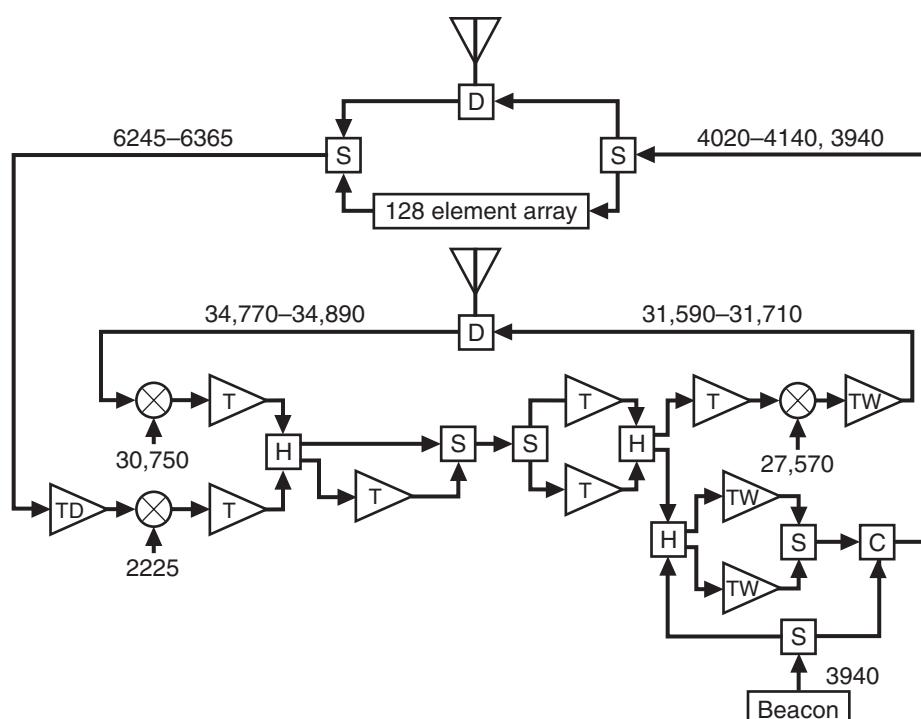 D
6245–6365
S
S
4020–4140, 3940
128 element array
34,770–34,890
D
31,590–31,710
T
T
T
TW
30,750
H
S
S
H
27,570
TD
T
T
T
TW
2225
H
S
C
TW
S
3940
Beacon